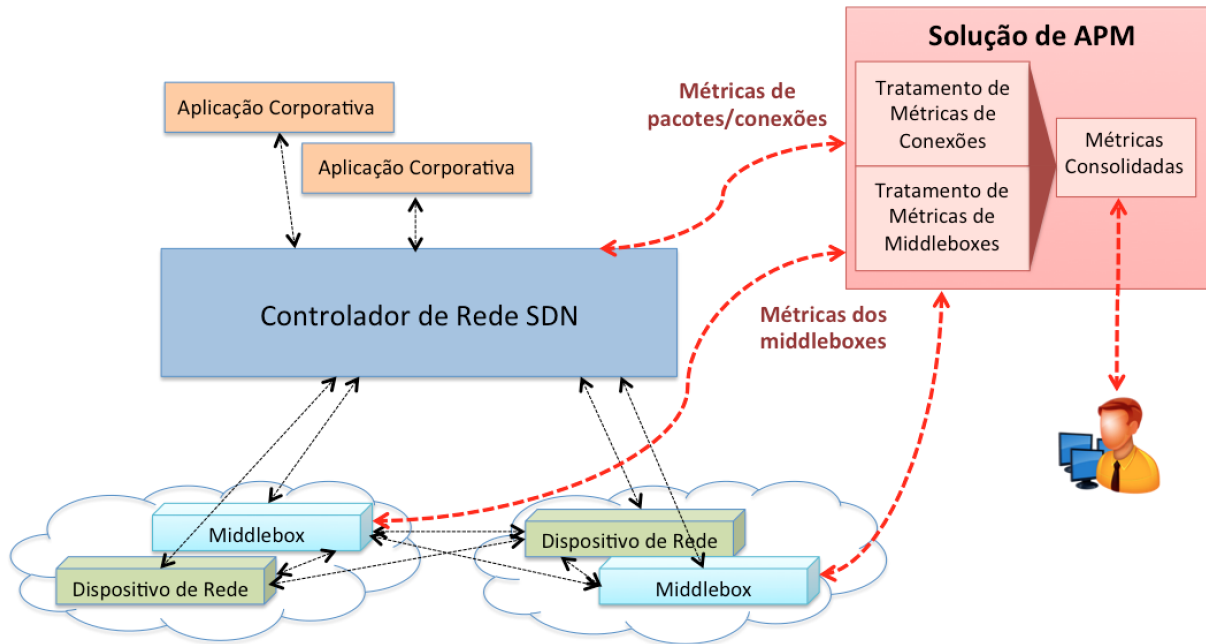 Solução de APM
Aplicação Corporativa
Aplicação Corporativa
Métricas de
pacotes/conexões
Tratamento de
Métricas de
Conexões
Métricas
Consolidadas
Tratamento de
Métricas de
Middleboxes
Controlador de Rede SDN
Métricas dos
middleboxes
Middlebox
Dispositivo de Rede
Dispositivo de Rede
Middlebox